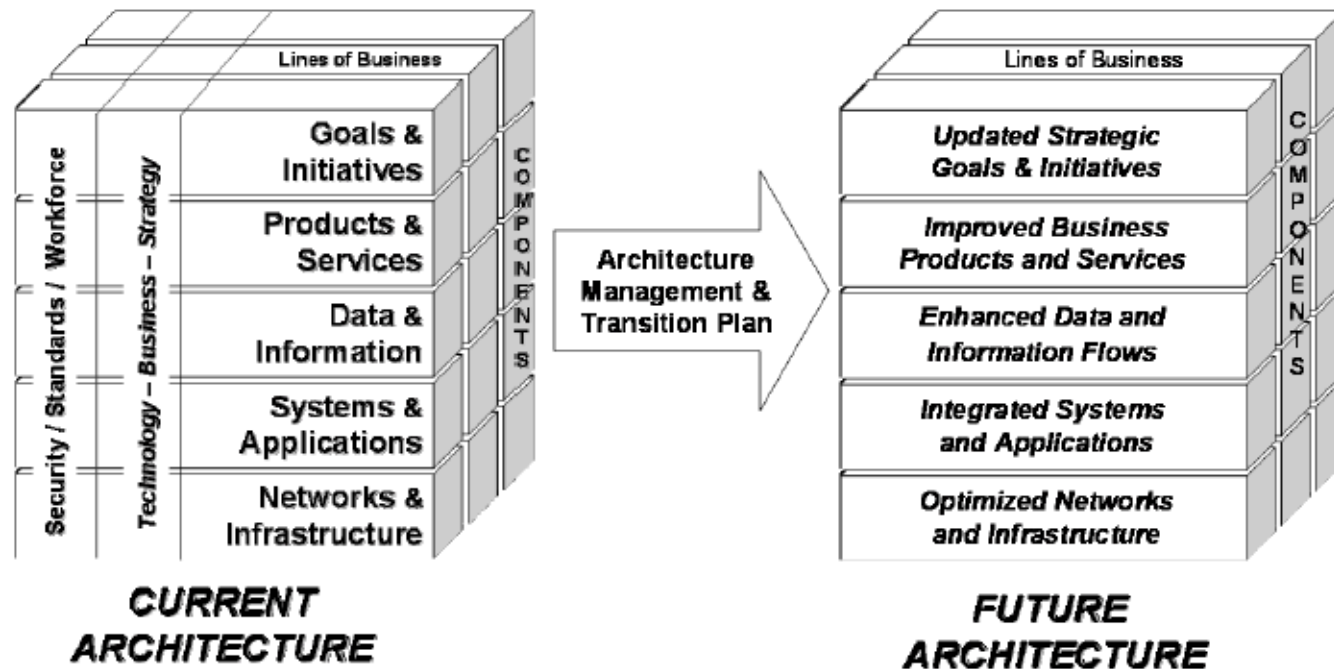 Lines of Business
Goals &
Initiatives
Products &
Services
Data &
Information
Systems &
Applications
Networks &
Infrastructure
Security / Standards / Workforce
Technology – Business – Strategy
COMPONENTS
CURRENT
ARCHITECTURE
Architecture
Management &
Transition Plan
Lines of Business
Updated Strategic
Goals & Initiatives
Improved Business
Products and Services
Enhanced Data and
Information Flows
Integrated Systems
and Applications
Optimized Networks
and Infrastructure
COMPONENTS
FUTURE
ARCHITECTURE